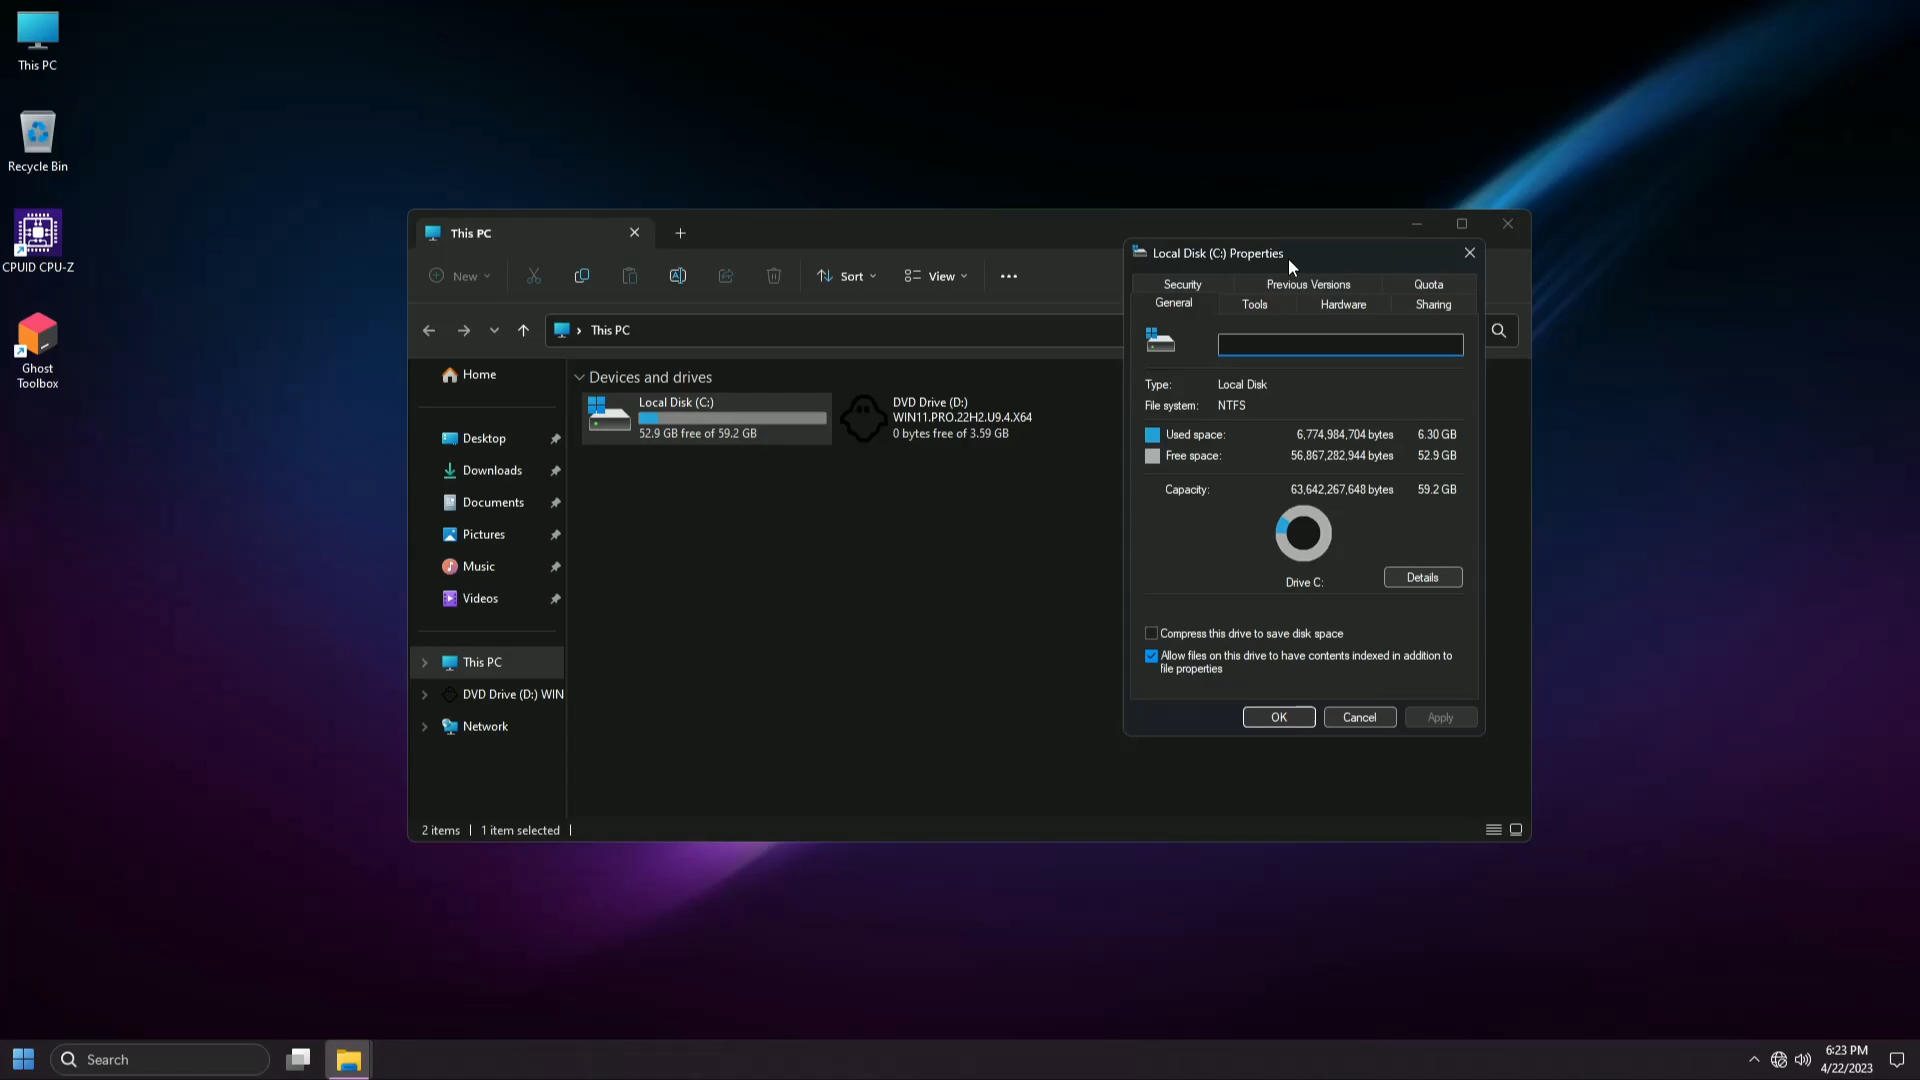 This PC
Recycle Bin
CPUID CPU-Z
Ghost
Toolbox
This PC
New
Sort
View
This PC
Home
Desktop
Downloads
Documents
Pictures
Music
Videos
This PC
DVD Drive (D:) WIN
Network
Devices and drives
Local Disk (C:)
52.9 GB free of 59.2 GB
DVD Drive (D:)
WIN11.PRO.22H2.U9.4.X64
0 bytes free of 3.59 GB
2 items
1 item selected
Local Disk (C:) Properties
Security Previous Versions Quota
General Tools Hardware Sharing
Type: Local Disk
File system: NTFS
Used space: 6,774,984,704 bytes 6.30 GB
Free space: 56,867,282,944 bytes 52.9 GB
Capacity: 63,642,267,648 bytes 59.2 GB
Drive C:
Details
Compress this drive to save disk space
Allow files on this drive to have contents indexed in addition to
file properties
OK Cancel Apply
Search
6:23 PM
4/22/2023